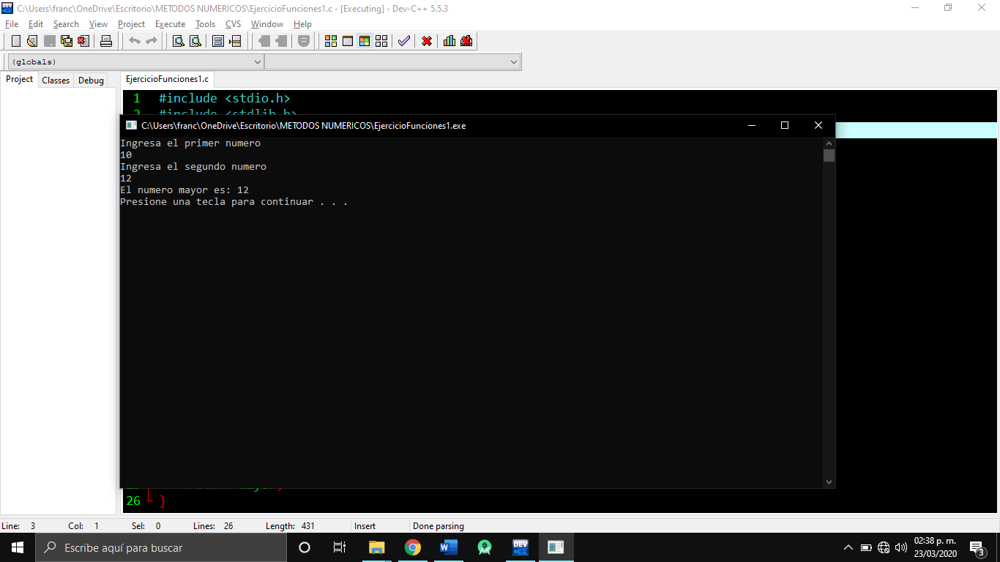 C:\Users\franc\OneDrive\Escritorio\METODOS NUMERICOS\EjercicioFunciones1.c - [Executing] - Dev-C++ 5.5.3
File Edit Search View Project Execute Tools CVS Window Help
(globals)
Project Classes Debug
EjercicioFunciones1.c
1 #include <stdio.h>
2 #include <stdlib.h>
C:\Users\franc\OneDrive\Escritorio\METODOS NUMERICOS\EjercicioFunciones1.exe
Ingresa el primer numero
10
Ingresa el segundo numero
12
El numero mayor es: 12
Presione una tecla para continuar . . .
26 }
Line: 3 Col: 1 Sel: 0 Lines: 26 Length: 431 Insert Done parsing
Escribe aquí para buscar
DEV C++
02:38 p. m.
23/03/2020
3